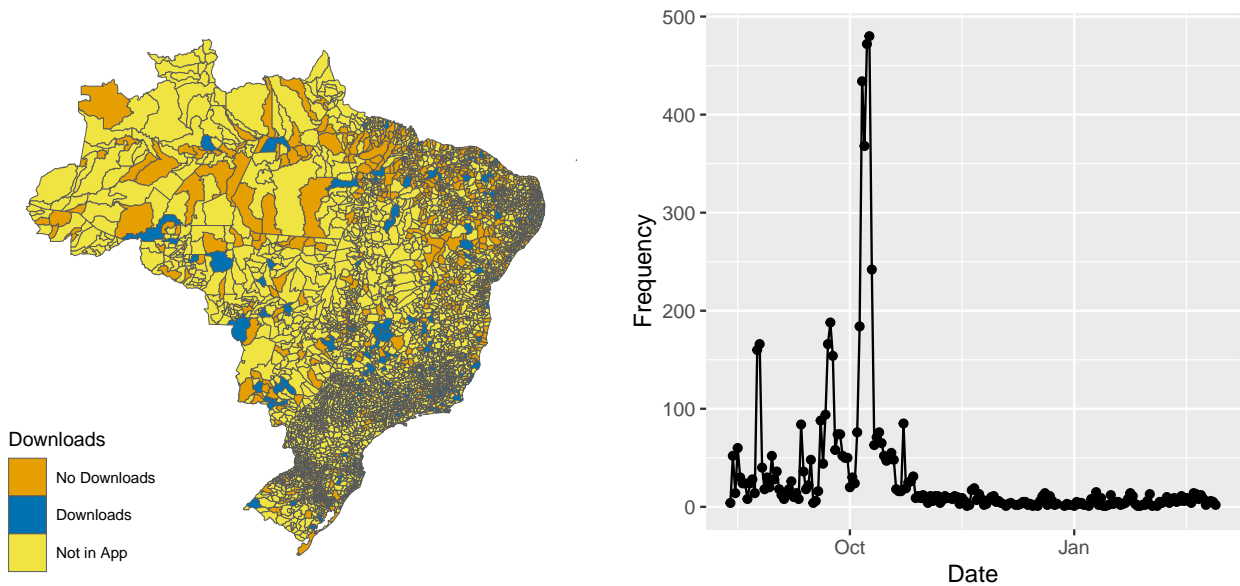 Downloads
No Downloads
Downloads
Not in App
Frequency
500
400
300
200
100
0
Oct
Jan
Date